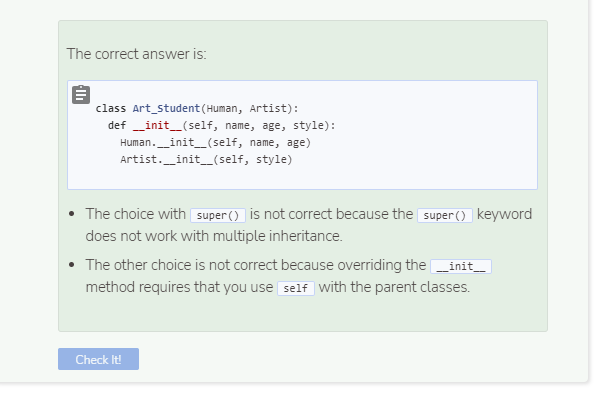 The correct answer is:
class Art_Student(Human, Artist):
def __init__(self, name, age, style):
Human.__init__(self, name, age)
Artist.__init__(self, style)
• The choice with super() is not correct because the super() keyword
does not work with multiple inheritance.
• The other choice is not correct because overriding the __init__
method requires that you use self with the parent classes.
Check It!